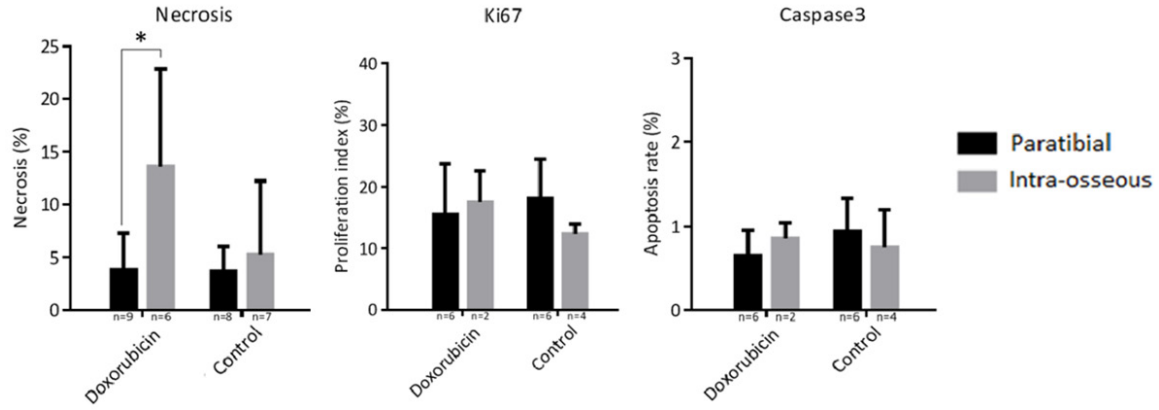 Necrosis
Ki67
Caspase3
*
25
20
15
10
5
0
Necrosis (%)
n=9
n=6
n=8
n=7
Doxorubicin
Control
40
30
20
10
0
Proliferation index (%)
n=6
n=2
n=6
n=4
Doxorubicin
Control
3
2
1
0
Apoptosis rate (%)
n=6
n=2
n=6
n=4
Doxorubicin
Control
Paratibial
Intra-osseous